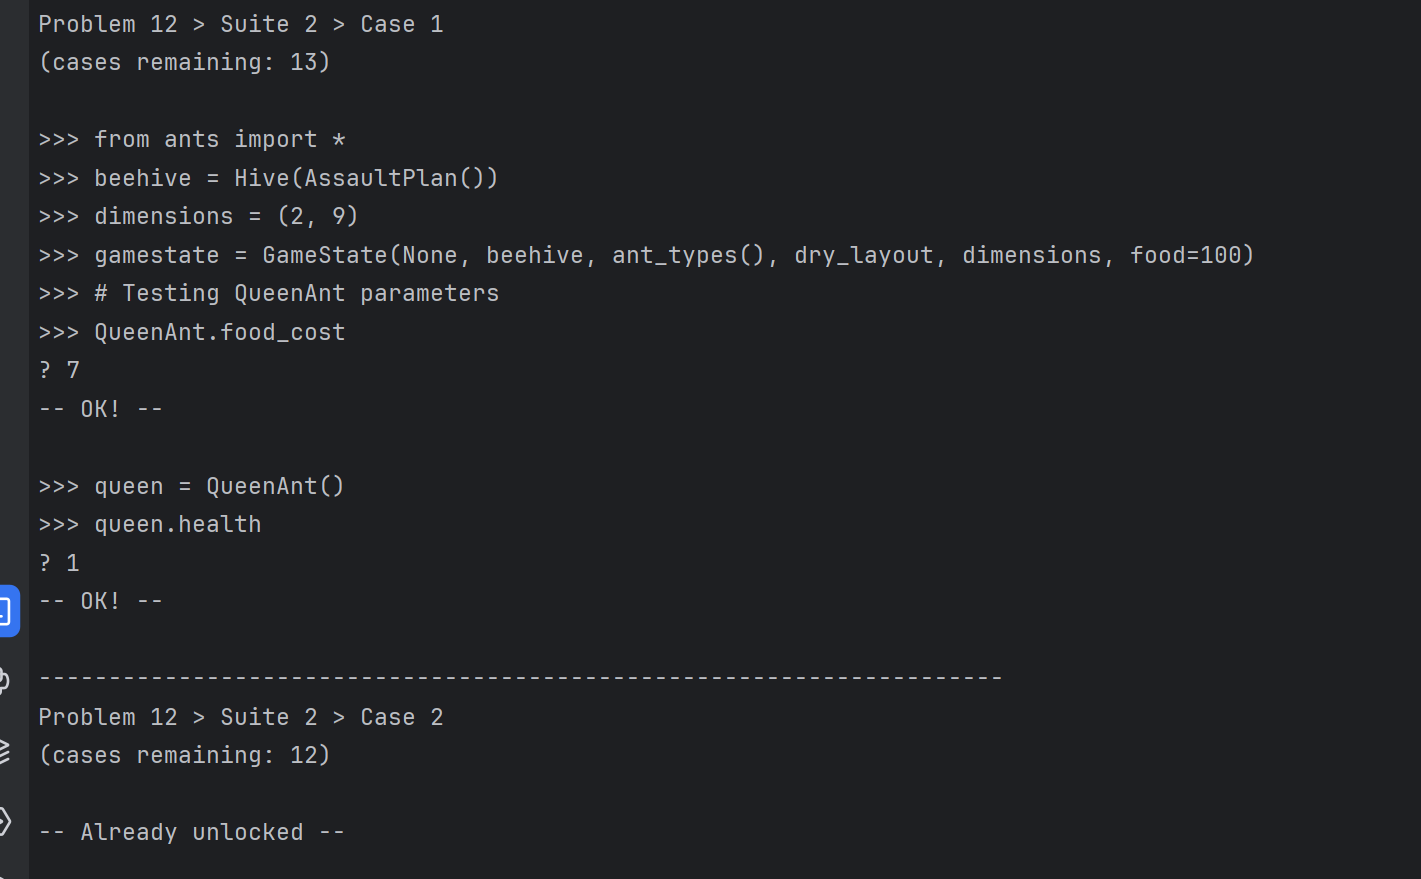 Problem 12 > Suite 2 > Case 1
(cases remaining: 13)
>>> from ants import *
>>> beehive = Hive(AssaultPlan())
>>> dimensions = (2, 9)
>>> gamestate = GameState(None, beehive, ant_types(), dry_layout, dimensions, food=100)
>>> # Testing QueenAnt parameters
>>> QueenAnt.food_cost
? 7
-- OK! --
>>> queen = QueenAnt()
>>> queen.health
? 1
-- OK! --
---------------------------------------------------------------------
Problem 12 > Suite 2 > Case 2
(cases remaining: 12)
-- Already unlocked --